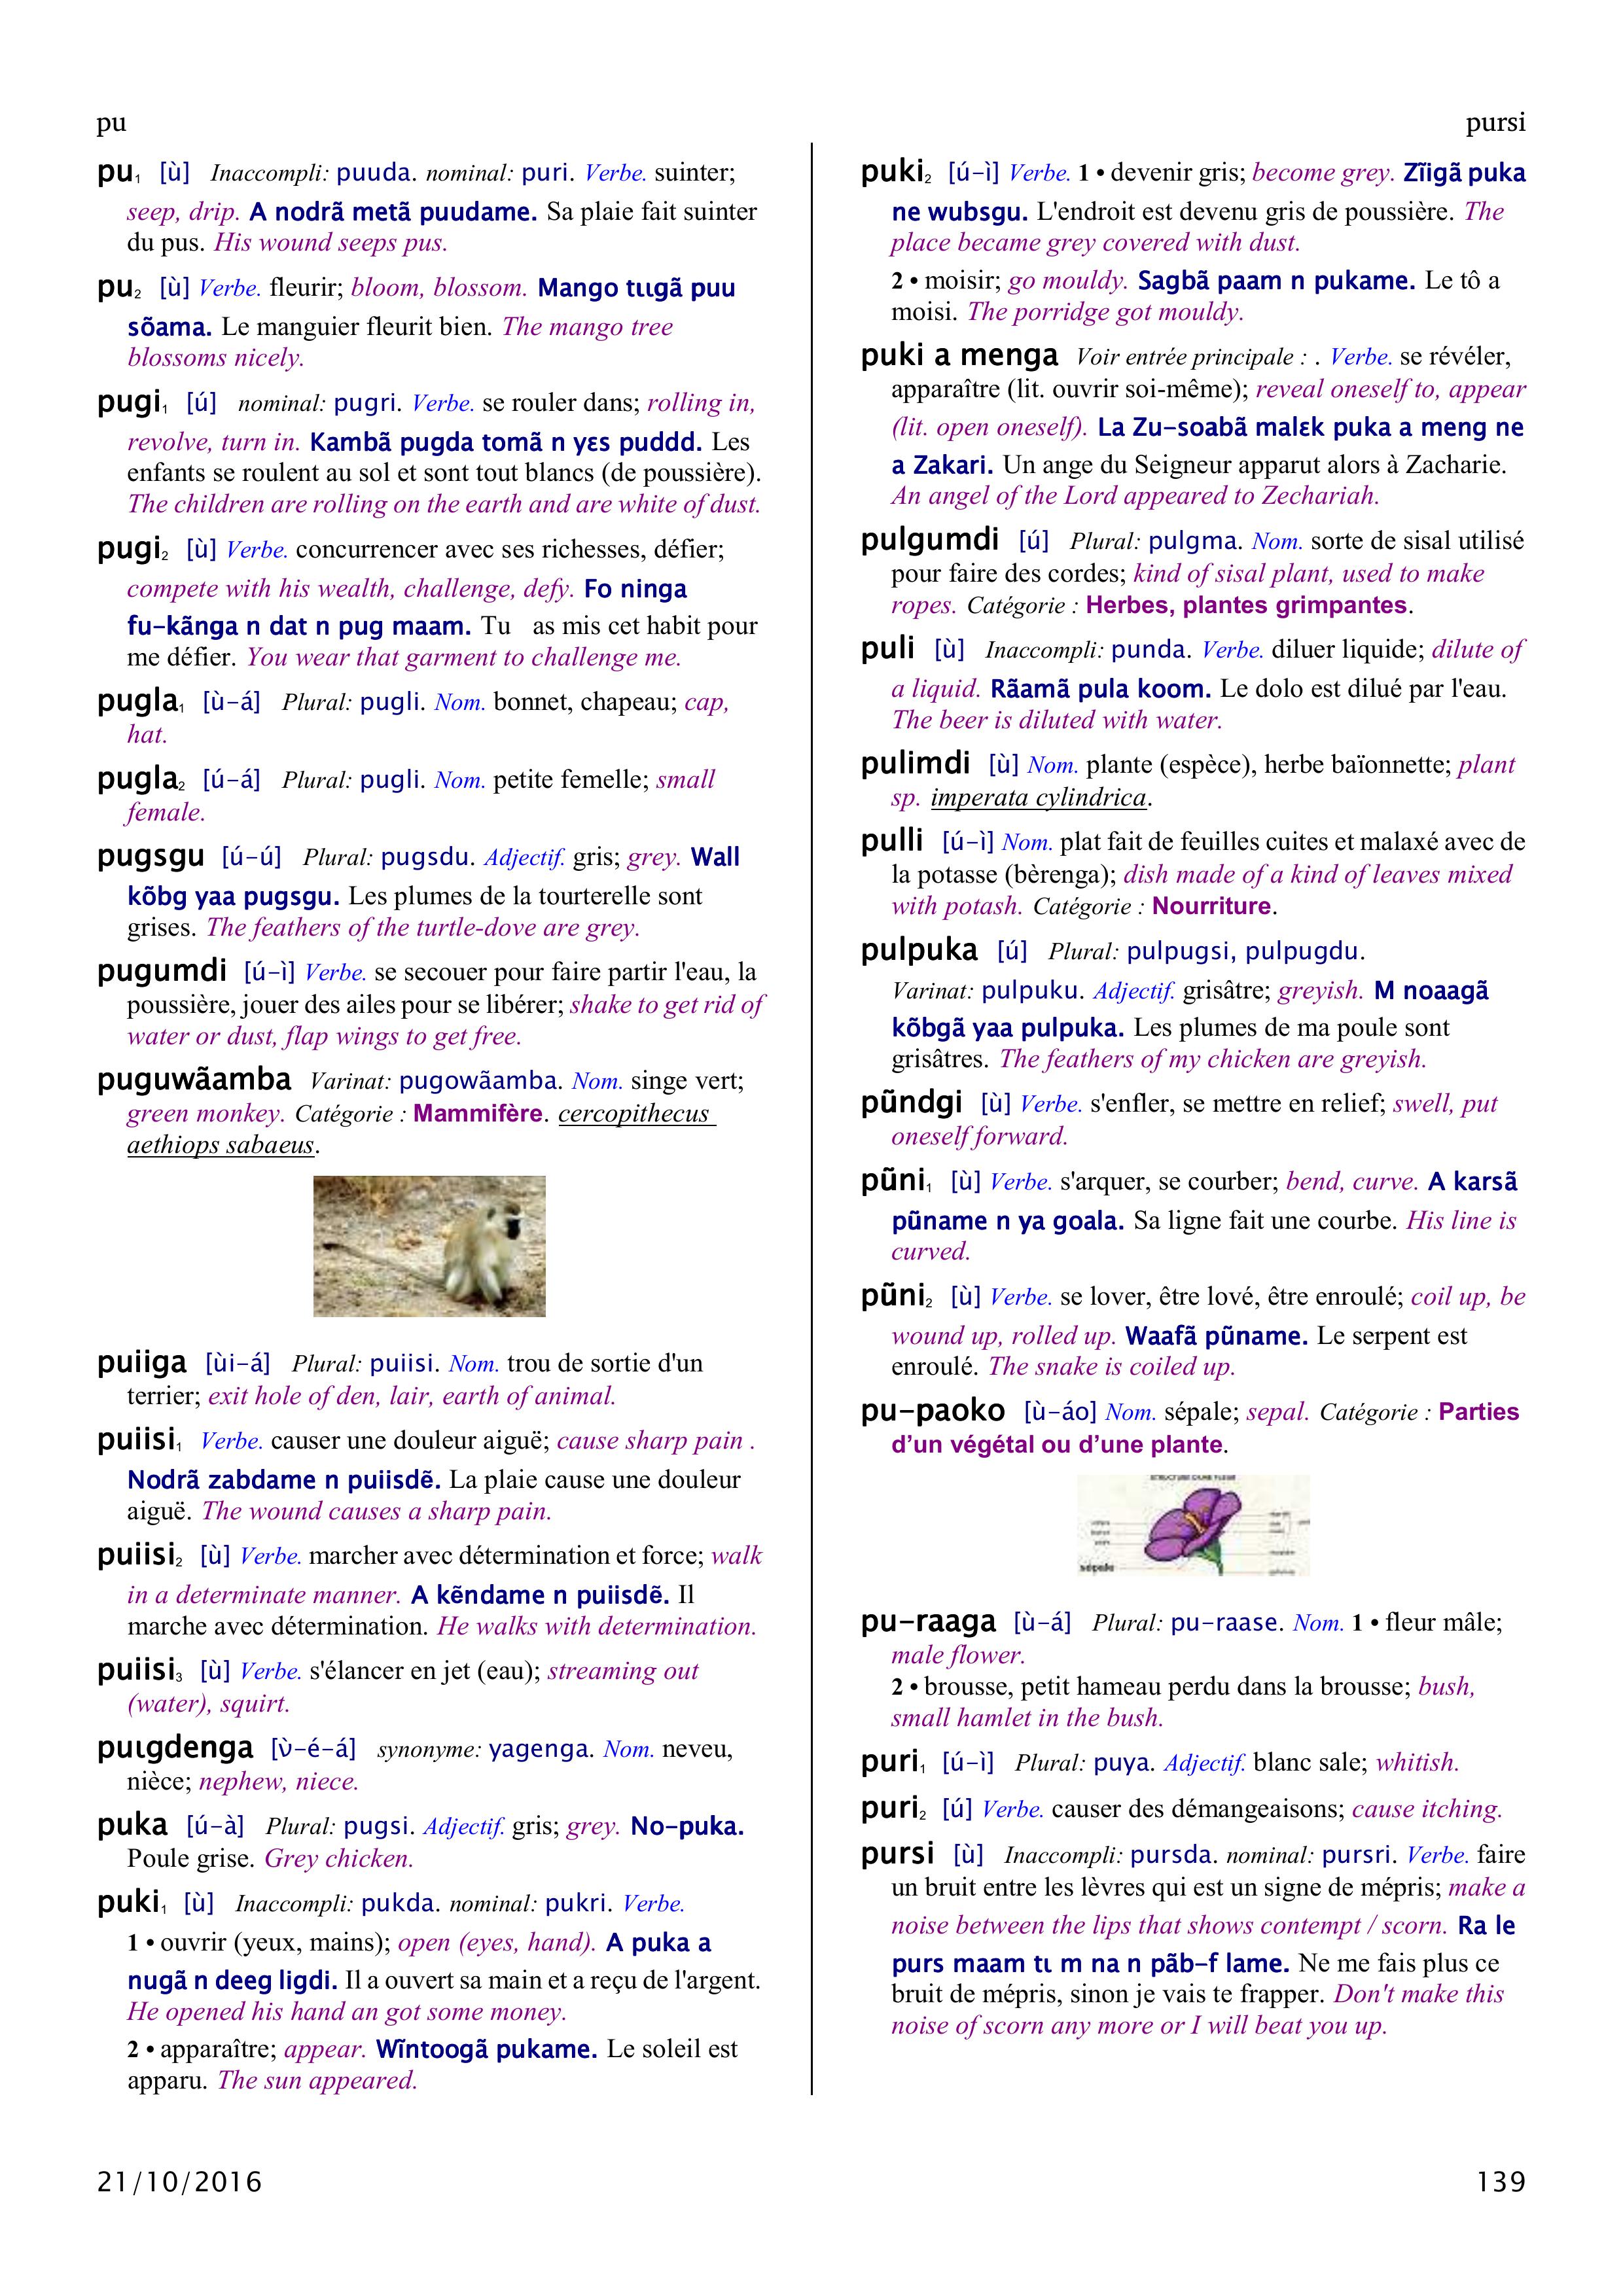 pu
pursi
pu₁ [ù] Inaccompli: puuda. nominal: puri. Verbe. suinter;
seep, drip. A nodrã metã puudame. Sa plaie fait suinter
du pus. His wound seeps pus.
pu₂ [ù] Verbe. fleurir; bloom, blossom. Mango tɩɩgã puu
sõama. Le manguier fleurit bien. The mango tree
blossoms nicely.
pugi₁ [ú] nominal: pugri. Verbe. se rouler dans; rolling in,
revolve, turn in. Kambã pugda tomã n yɛs puddd. Les
enfants se roulent au sol et sont tout blancs (de poussière).
The children are rolling on the earth and are white of dust.
pugi₂ [ù] Verbe. concurrencer avec ses richesses, défier;
compete with his wealth, challenge, defy. Fo ninga
fu-kãnga n dat n pug maam. Tu as mis cet habit pour
me défier. You wear that garment to challenge me.
pugla₁ [ù-á] Plural: pugli. Nom. bonnet, chapeau; cap,
hat.
pugla₂ [ú-á] Plural: pugli. Nom. petite femelle; small
female.
pugsgu [ú-ú] Plural: pugsdu. Adjectif. gris; grey. Wall
kõbg yaa pugsgu. Les plumes de la tourterelle sont
grises. The feathers of the turtle-dove are grey.
pugumdi [ú-ì] Verbe. se secouer pour faire partir l'eau, la
poussière, jouer des ailes pour se libérer; shake to get rid of
water or dust, flap wings to get free.
puguwãamba Varinat: pugowãamba. Nom. singe vert;
green monkey. Catégorie : Mammifère. cercopithecus
aethiops sabaeus.
puiiga [ùi-á] Plural: puiisi. Nom. trou de sortie d'un
terrier; exit hole of den, lair, earth of animal.
puiisi₁ Verbe. causer une douleur aiguë; cause sharp pain .
Nodrã zabdame n puiisdẽ. La plaie cause une douleur
aiguë. The wound causes a sharp pain.
puiisi₂ [ù] Verbe. marcher avec détermination et force; walk
in a determinate manner. A kẽndame n puiisdẽ. Il
marche avec détermination. He walks with determination.
puiisi₃ [ù] Verbe. s'élancer en jet (eau); streaming out
(water), squirt.
puɩgdenga [ʋ̀-é-á] synonyme: yagenga. Nom. neveu,
nièce; nephew, niece.
puka [ú-à] Plural: pugsi. Adjectif. gris; grey. No-puka.
Poule grise. Grey chicken.
puki₁ [ù] Inaccompli: pukda. nominal: pukri. Verbe.
1 • ouvrir (yeux, mains); open (eyes, hand). A puka a
nugã n deeg ligdi. Il a ouvert sa main et a reçu de l'argent.
He opened his hand an got some money.
2 • apparaître; appear. Wĩntoogã pukame. Le soleil est
apparu. The sun appeared.
puki₂ [ú-ì] Verbe. 1 • devenir gris; become grey. Zĩigã puka
ne wubsgu. L'endroit est devenu gris de poussière. The
place became grey covered with dust.
2 • moisir; go mouldy. Sagbã paam n pukame. Le tô a
moisi. The porridge got mouldy.
puki a menga Voir entrée principale : . Verbe. se révéler,
apparaître (lit. ouvrir soi-même); reveal oneself to, appear
(lit. open oneself). La Zu-soabã malɛk puka a meng ne
a Zakari. Un ange du Seigneur apparut alors à Zacharie.
An angel of the Lord appeared to Zechariah.
pulgumdi [ú] Plural: pulgma. Nom. sorte de sisal utilisé
pour faire des cordes; kind of sisal plant, used to make
ropes. Catégorie : Herbes, plantes grimpantes.
puli [ù] Inaccompli: punda. Verbe. diluer liquide; dilute of
a liquid. Rãamã pula koom. Le dolo est dilué par l'eau.
The beer is diluted with water.
pulimdi [ù] Nom. plante (espèce), herbe baïonnette; plant
sp. imperata cylindrica.
pulli [ú-ì] Nom. plat fait de feuilles cuites et malaxé avec de
la potasse (bèrenga); dish made of a kind of leaves mixed
with potash. Catégorie : Nourriture.
pulpuka [ú] Plural: pulpugsi, pulpugdu.
Varinat: pulpuku. Adjectif. grisâtre; greyish. M noaagã
kõbgã yaa pulpuka. Les plumes de ma poule sont
grisâtres. The feathers of my chicken are greyish.
pũndgi [ù] Verbe. s'enfler, se mettre en relief; swell, put
oneself forward.
pũni₁ [ù] Verbe. s'arquer, se courber; bend, curve. A karsã
pũname n ya goala. Sa ligne fait une courbe. His line is
curved.
pũni₂ [ù] Verbe. se lover, être lové, être enroulé; coil up, be
wound up, rolled up. Waafã pũname. Le serpent est
enroulé. The snake is coiled up.
pu-paoko [ù-áo] Nom. sépale; sepal. Catégorie : Parties
d’un végétal ou d’une plante.
STRUCTURE D'UNE FLEUR
sépale
pu-raaga [ù-á] Plural: pu-raase. Nom. 1 • fleur mâle;
male flower.
2 • brousse, petit hameau perdu dans la brousse; bush,
small hamlet in the bush.
puri₁ [ú-ì] Plural: puya. Adjectif. blanc sale; whitish.
puri₂ [ú] Verbe. causer des démangeaisons; cause itching.
pursi [ù] Inaccompli: pursda. nominal: pursri. Verbe. faire
un bruit entre les lèvres qui est un signe de mépris; make a
noise between the lips that shows contempt / scorn. Ra le
purs maam tɩ m na n pãb-f lame. Ne me fais plus ce
bruit de mépris, sinon je vais te frapper. Don't make this
noise of scorn any more or I will beat you up.
21/10/2016
139